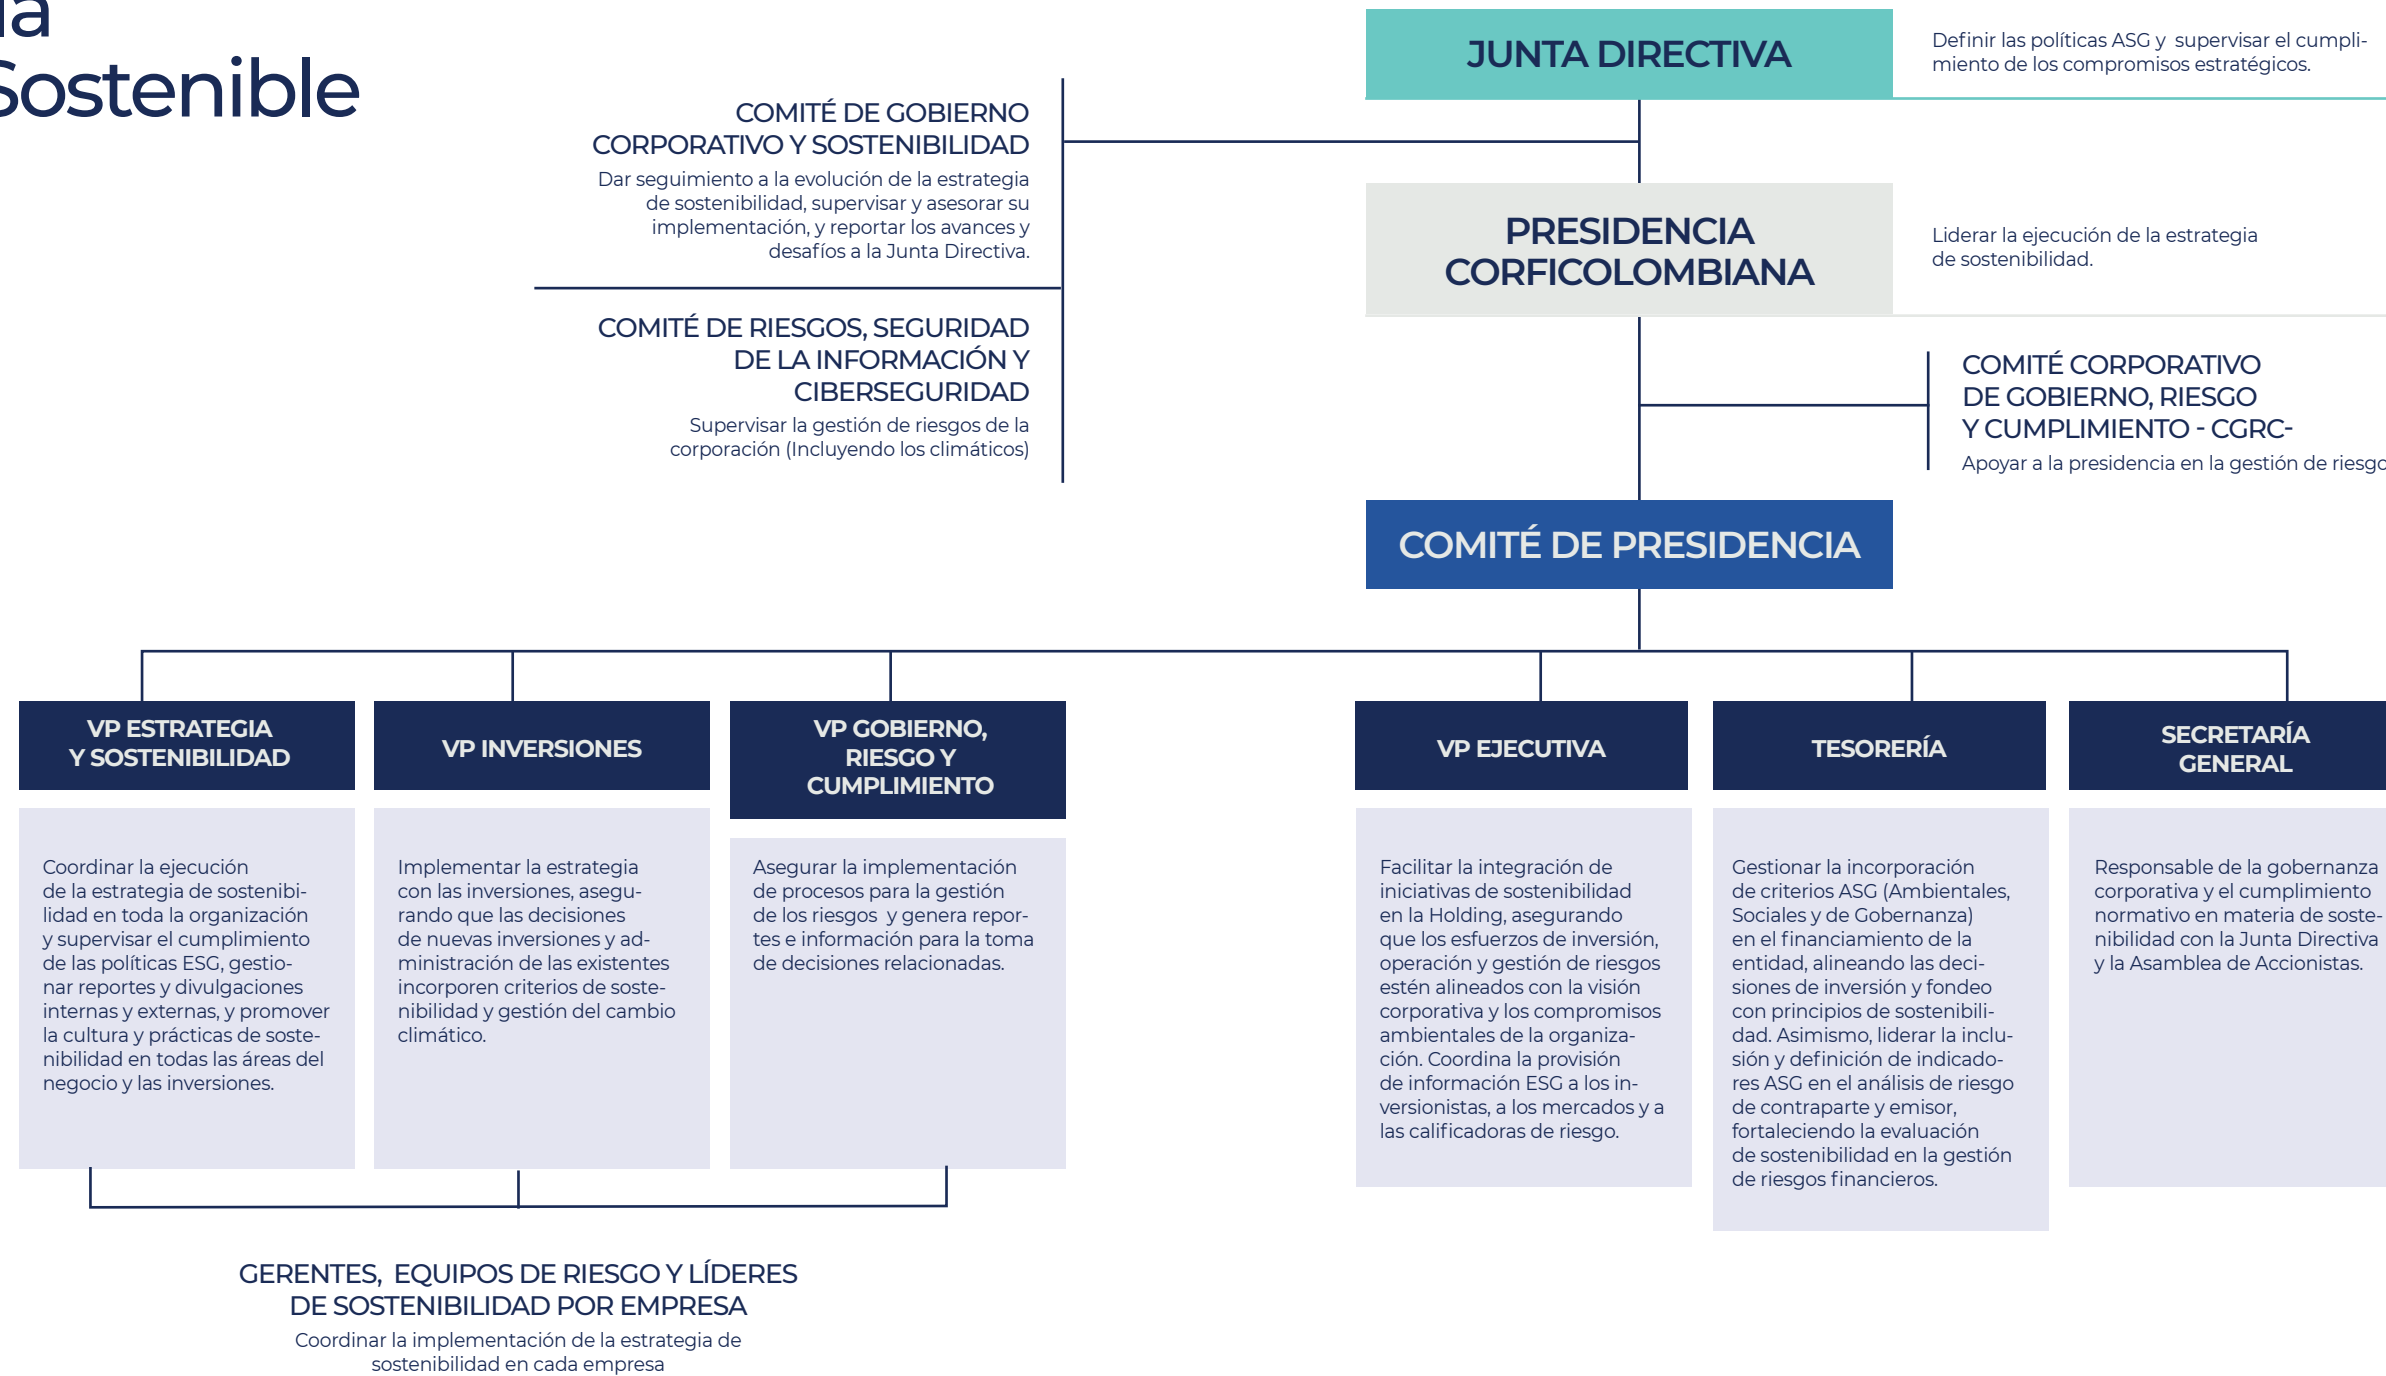 la
Sostenible
JUNTA DIRECTIVA
Definir las políticas ASG y supervisar el cumpli-
miento de los compromisos estratégicos.
COMITÉ DE GOBIERNO
CORPORATIVO Y SOSTENIBILIDAD
Dar seguimiento a la evolución de la estrategia
de sostenibilidad, supervisar y asesorar su
implementación, y reportar los avances y
desafíos a la Junta Directiva.
PRESIDENCIA
CORFICOLOMBIANA
Liderar la ejecución de la estrategia
de sostenibilidad.
COMITÉ DE RIESGOS, SEGURIDAD
DE LA INFORMACIÓN Y
CIBERSEGURIDAD
Supervisar la gestión de riesgos de la
corporación (Incluyendo los climáticos)
COMITÉ CORPORATIVO
DE GOBIERNO, RIESGO
Y CUMPLIMIENTO - CGRC-
Apoyar a la presidencia en la gestión de riesgo
COMITÉ DE PRESIDENCIA
VP ESTRATEGIA
Y SOSTENIBILIDAD
Coordinar la ejecución
de la estrategia de sostenibi-
lidad en toda la organización
y supervisar el cumplimiento
de las políticas ESG, gestio-
nar reportes y divulgaciones
internas y externas, y promover
la cultura y prácticas de soste-
nibilidad en todas las áreas del
negocio y las inversiones.
VP INVERSIONES
Implementar la estrategia
con las inversiones, asegu-
rando que las decisiones
de nuevas inversiones y ad-
ministración de las existentes
incorporen criterios de soste-
nibilidad y gestión del cambio
climático.
VP GOBIERNO,
RIESGO Y
CUMPLIMIENTO
Asegurar la implementación
de procesos para la gestión
de los riesgos y genera repor-
tes e información para la toma
de decisiones relacionadas.
VP EJECUTIVA
Facilitar la integración de
iniciativas de sostenibilidad
en la Holding, asegurando
que los esfuerzos de inversión,
operación y gestión de riesgos
estén alineados con la visión
corporativa y los compromisos
ambientales de la organiza-
ción. Coordina la provisión
de información ESG a los in-
versionistas, a los mercados y a
las calificadoras de riesgo.
TESORERÍA
Gestionar la incorporación
de criterios ASG (Ambientales,
Sociales y de Gobernanza)
en el financiamiento de la
entidad, alineando las deci-
siones de inversión y fondeo
con principios de sostenibili-
dad. Asimismo, liderar la inclu-
sión y definición de indicado-
res ASG en el análisis de riesgo
de contraparte y emisor,
fortaleciendo la evaluación
de sostenibilidad en la gestión
de riesgos financieros.
SECRETARÍA
GENERAL
Responsable de la gobernanza
corporativa y el cumplimiento
normativo en materia de soste-
nibilidad con la Junta Directiva
y la Asamblea de Accionistas.
GERENTES, EQUIPOS DE RIESGO Y LÍDERES
DE SOSTENIBILIDAD POR EMPRESA
Coordinar la implementación de la estrategia de
sostenibilidad en cada empresa